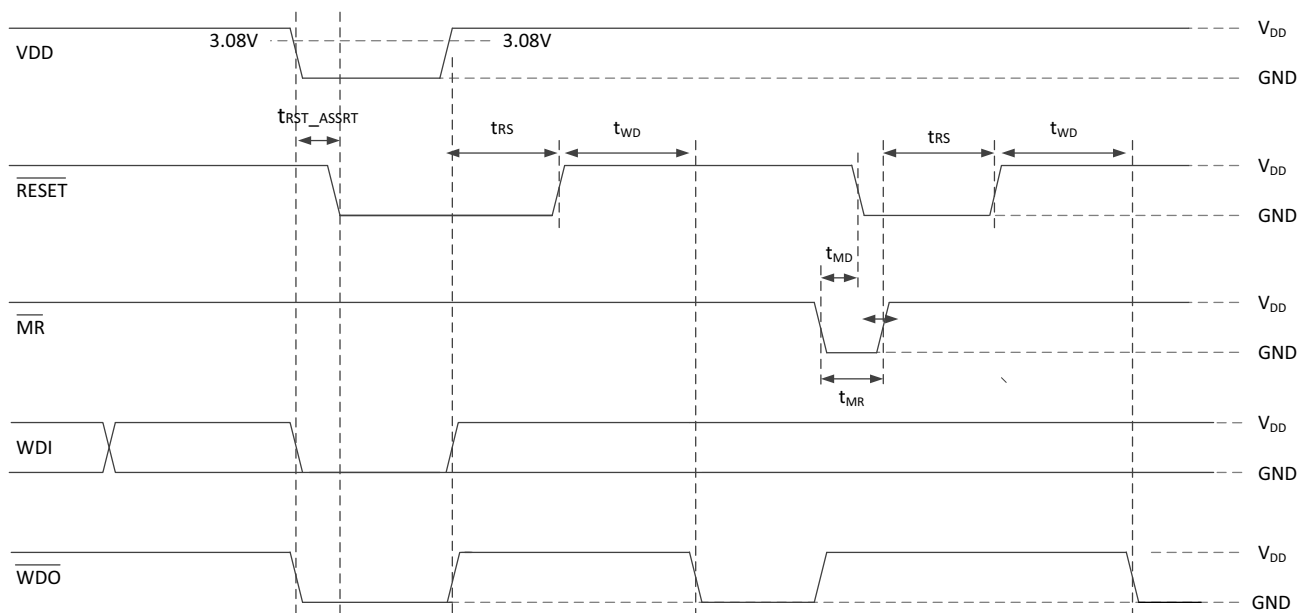 VDD
3.08V
3.08V
VDD
GND
tRST_ASSRT
tRS
tWD
tRS
tWD
RESET
VDD
GND
tMD
MR
VDD
GND
tMR
WDI
VDD
GND
WDO
VDD
GND